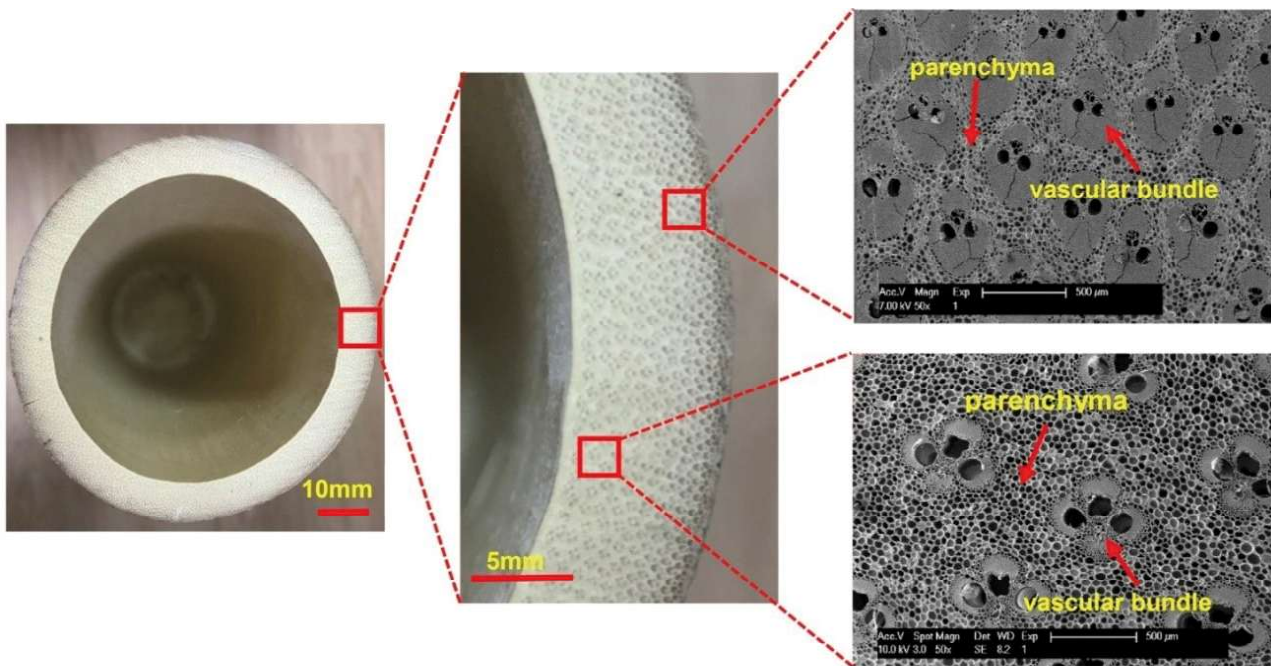 10mm
5mm
parenchyma
vascular bundle
Acc.V Magn Exp 500 µm
7.00 kV 50x 1
parenchyma
vascular bundle
Acc.V Spot Magn Det WD Exp 500 µm
10.0 kV 3.0 50x SE 8.2 1